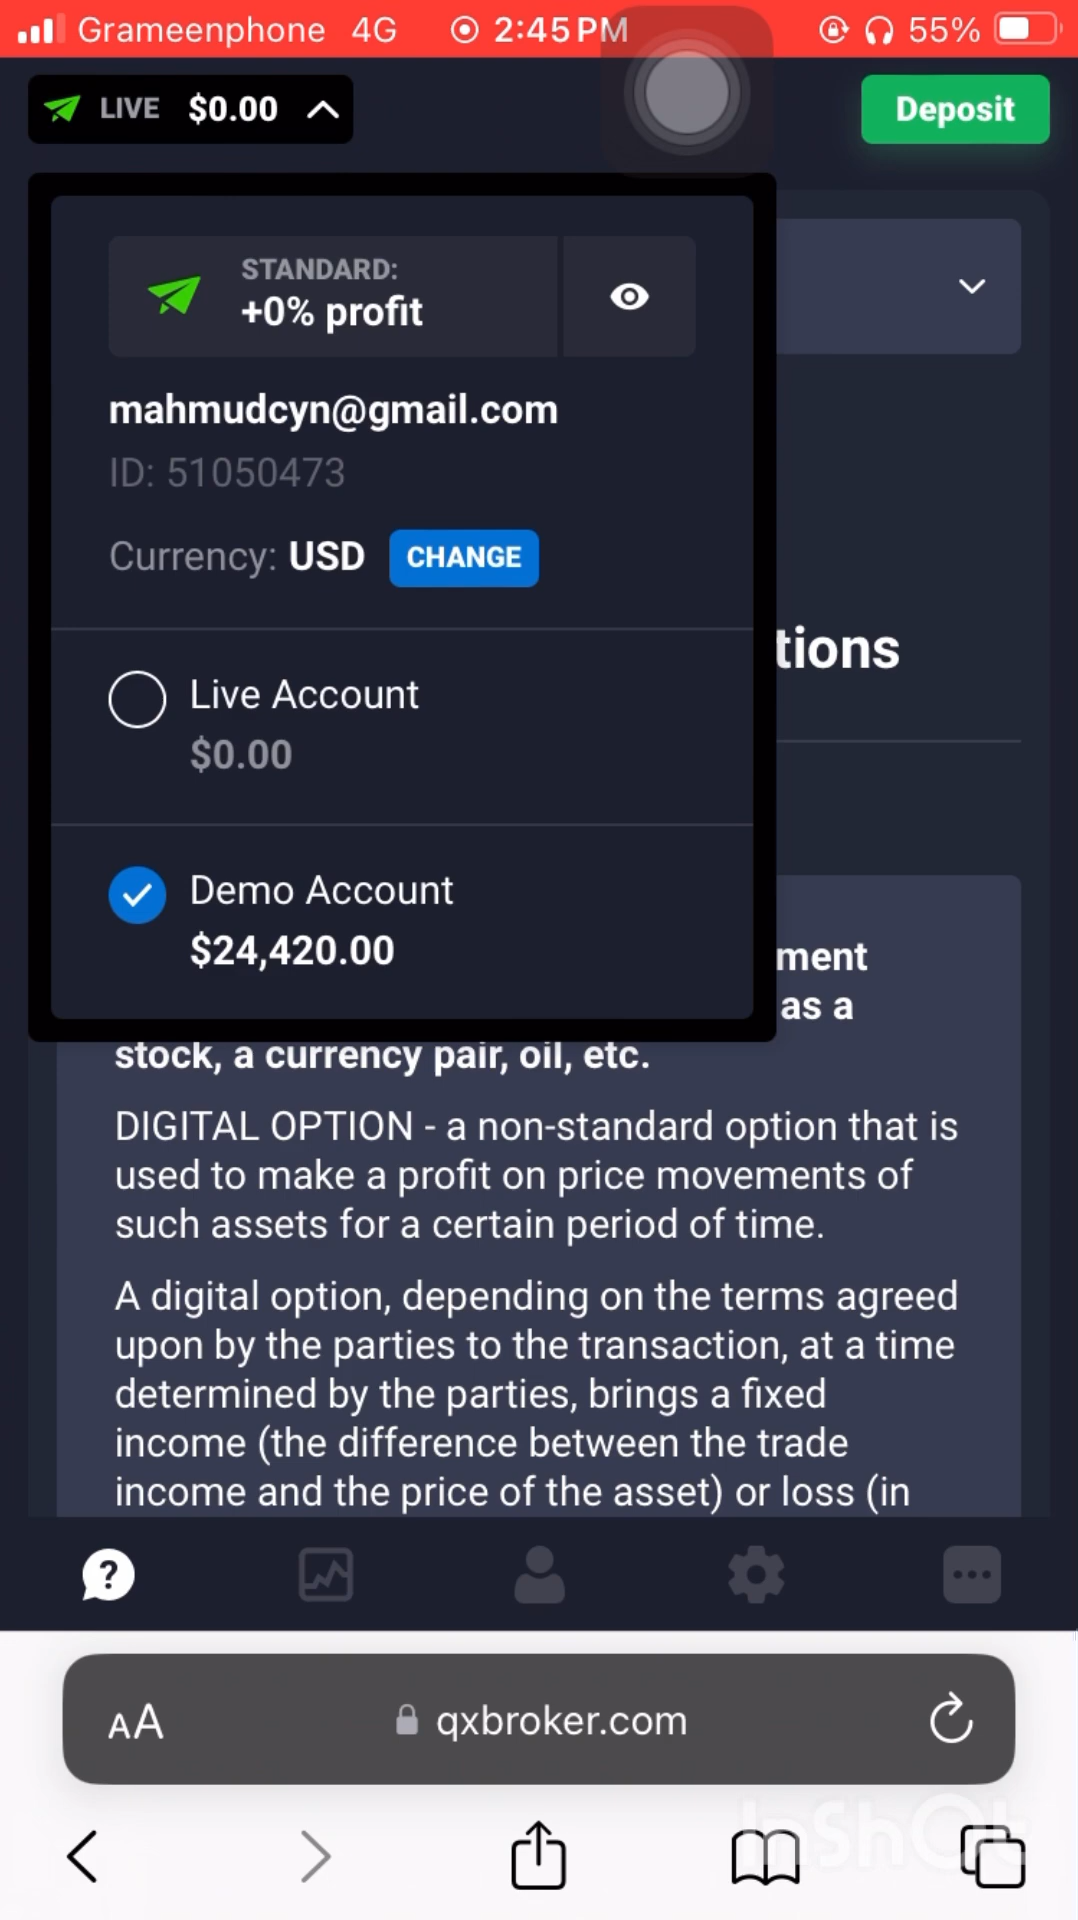 Grameenphone 4G 2:45 PM 55%
LIVE $0.00
Deposit
STANDARD:
+0% profit
mahmudcyn@gmail.com
ID: 51050473
Currency: USD CHANGE
tions
Live Account
$0.00
Demo Account
$24,420.00
ment
as a
stock, a currency pair, oil, etc.
DIGITAL OPTION - a non-standard option that is
used to make a profit on price movements of
such assets for a certain period of time.
A digital option, depending on the terms agreed
upon by the parties to the transaction, at a time
determined by the parties, brings a fixed
income (the difference between the trade
income and the price of the asset) or loss (in
AA qxbroker.com
InShOt